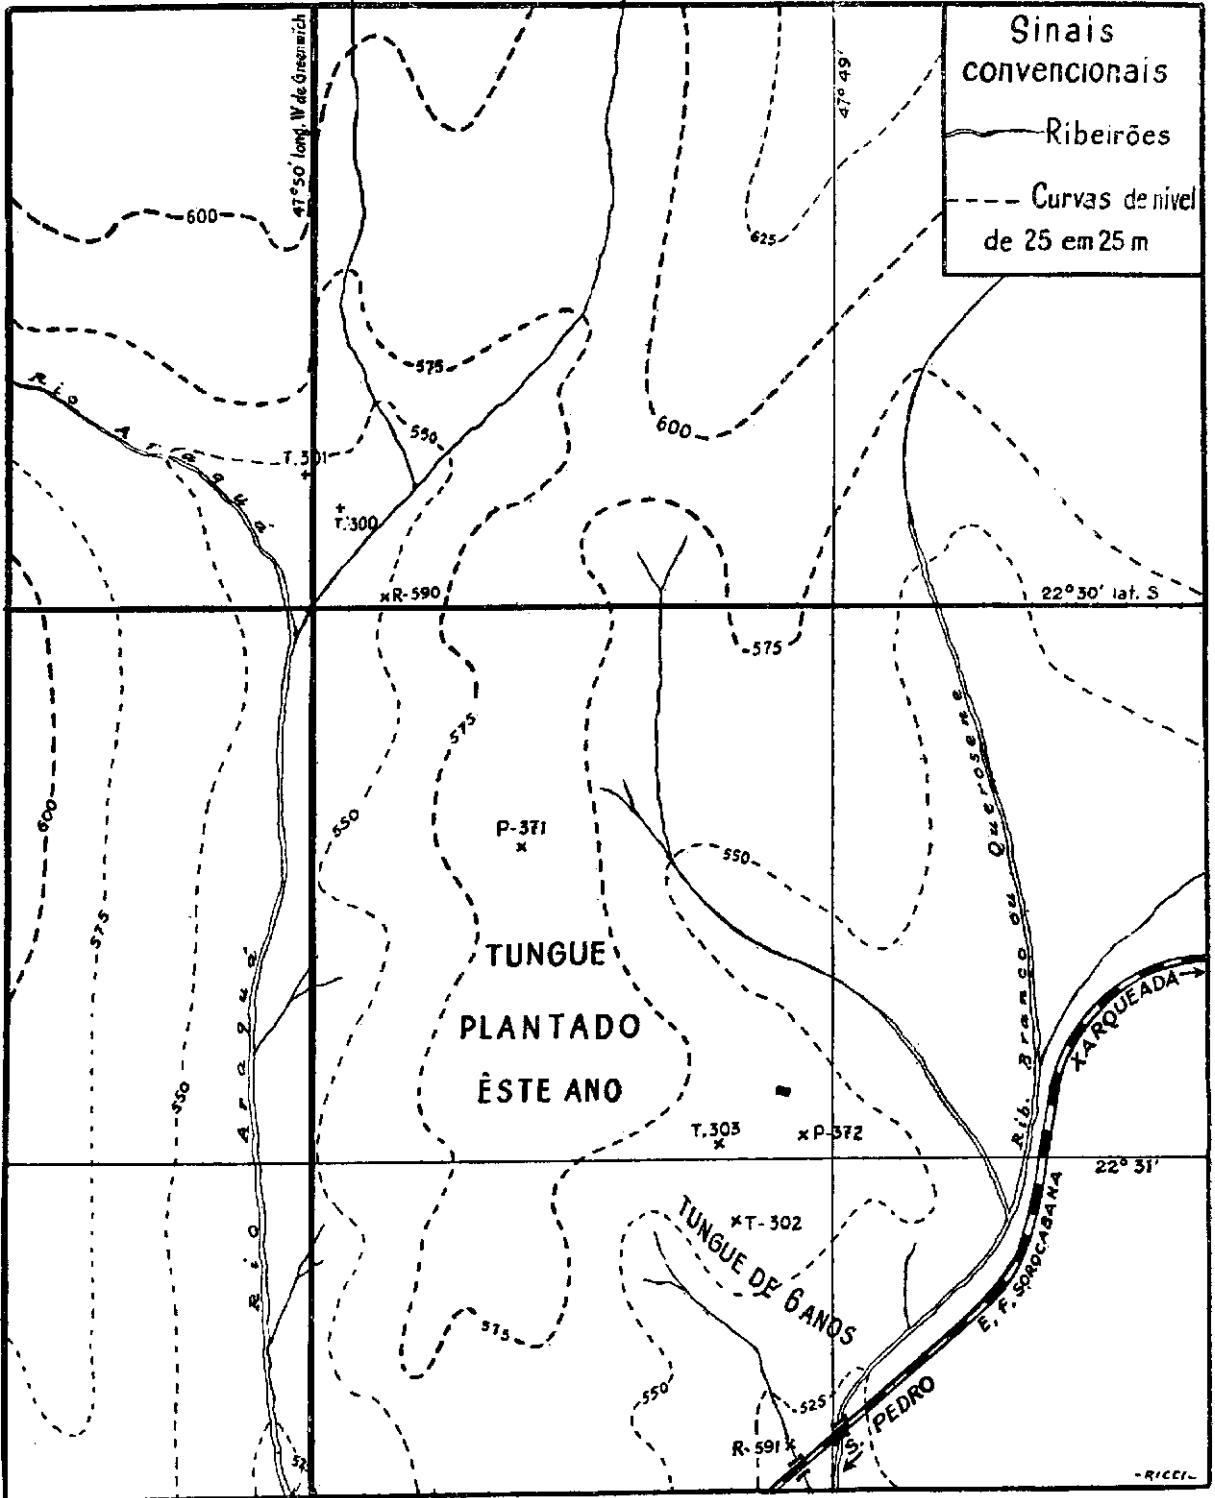 Sinais
convencionais
Ribeirões
Curvas de nivel
de 25 em 25 m
47° 50' long. W de Greenwich
47° 49'
600
625
575
Rio Araquá
550
600
T.301
T.300
R-590
22° 30' lat. S
575
575
600
550
P-371
550
Rib. Branco ou Querosene
575
TUNGUE
PLANTADO
ÊSTE ANO
XARQUEADA
550
Rio Araquá
T.303
P-372
22° 31'
T-302
TUNGUE DE 6 ANOS
E. F. SOROCABANA
575
550
525
S. PEDRO
R-591
52
-RICCI-